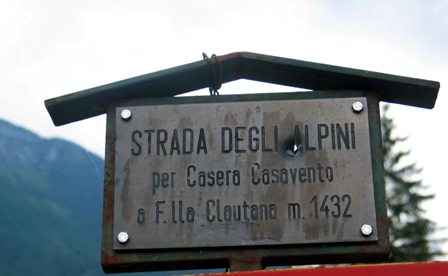 STRADA DEGLI ALPINI
per CASERA CASAVENTO
a F.lla CLAUTANA m. 1432